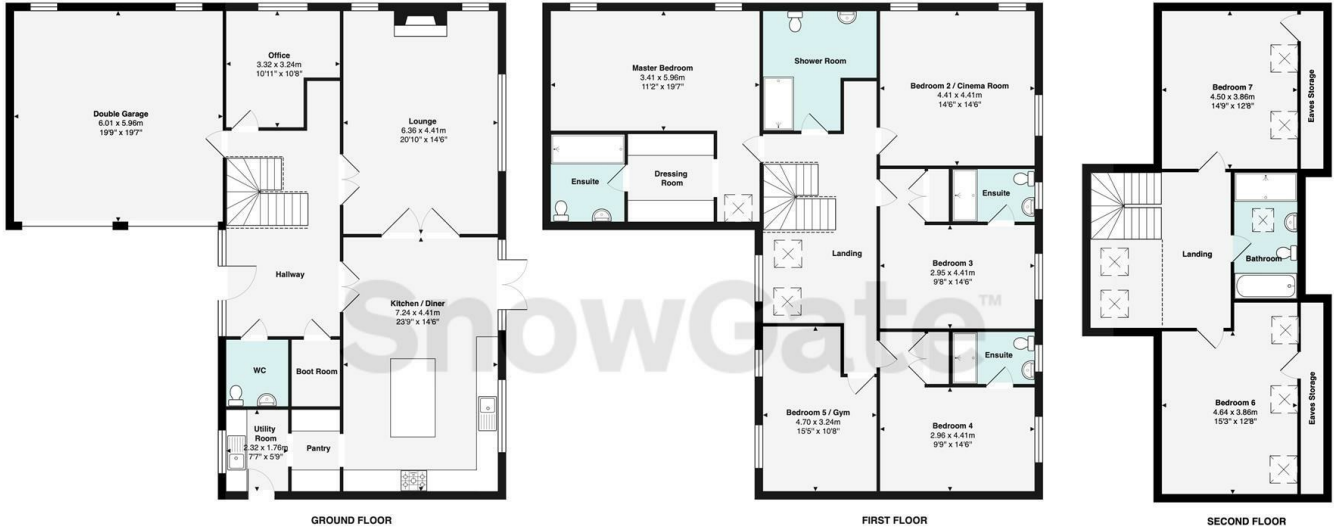 Double Garage
6.01 x 5.96m
19'9" x 19'7"
Office
3.32 x 3.24m
10'11" x 10'8"
Lounge
6.36 x 4.41m
20'10" x 14'6"
Hallway
Kitchen / Diner
7.24 x 4.41m
23'9" x 14'6"
WC
Boot Room
Utility
Room
2.32 x 1.76m
7'7" x 5'9"
Pantry
GROUND FLOOR
Master Bedroom
3.41 x 5.96m
11'2" x 19'7"
Shower Room
Bedroom 2 / Cinema Room
4.41 x 4.41m
14'6" x 14'6"
Ensuite
Dressing
Room
Ensuite
Landing
Bedroom 3
2.95 x 4.41m
9'8" x 14'6"
Ensuite
Bedroom 5 / Gym
4.70 x 3.24m
15'5" x 10'8"
Bedroom 4
2.96 x 4.41m
9'9" x 14'6"
FIRST FLOOR
Bedroom 7
4.50 x 3.86m
14'9" x 12'8"
Eaves Storage
Landing
Bathroom
Bedroom 6
4.64 x 3.86m
15'3" x 12'8"
Eaves Storage
SECOND FLOOR
SnowGate™